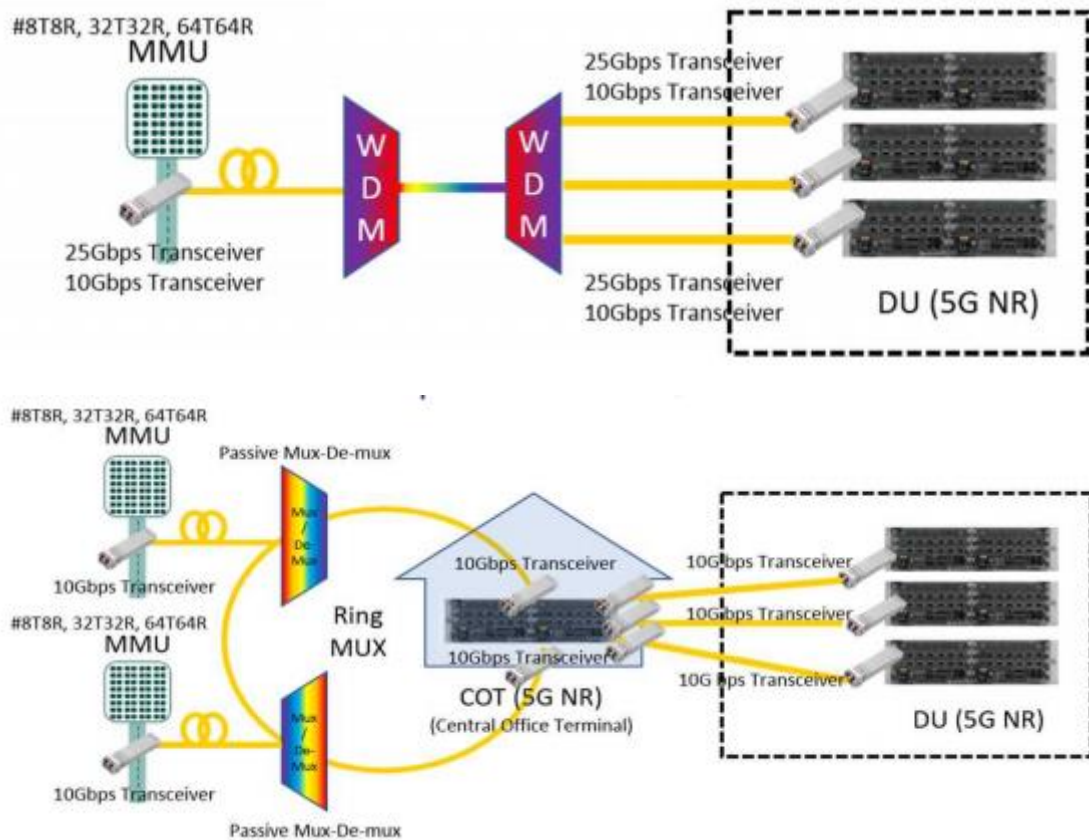 #8T8R, 32T32R, 64T64R
MMU
25Gbps Transceiver
10Gbps Transceiver
W
D
M
W
D
M
25Gbps Transceiver
10Gbps Transceiver
25Gbps Transceiver
10Gbps Transceiver
DU (5G NR)
#8T8R, 32T32R, 64T64R
MMU
10Gbps Transceiver
Passive Mux-De-mux
Mux
/
De-
Mux
Ring
MUX
#8T8R, 32T32R, 64T64R
MMU
10Gbps Transceiver
Mux
/
De-
Mux
Passive Mux-De-mux
10Gbps Transceiver
10Gbps Transceiver
COT (5G NR)
(Central Office Terminal)
10Gbps Transceiver
10Gbps Transceiver
10G bps Transceiver
DU (5G NR)